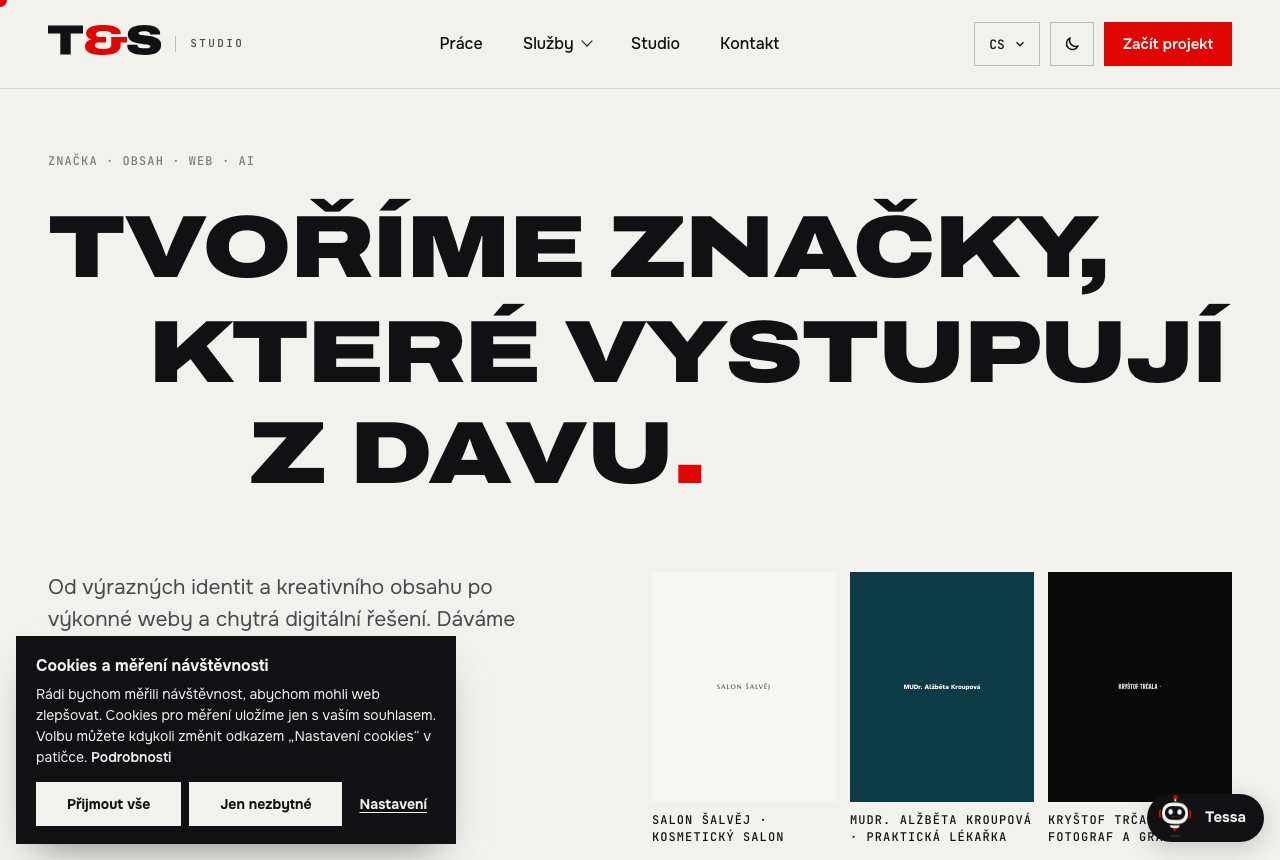 T&S STUDIO
Práce Služby Studio Kontakt
CS
Začít projekt
ZNAČKA · OBSAH · WEB · AI
TVOŘÍME ZNAČKY,
KTERÉ VYSTUPUJÍ
Z DAVU.
Od výrazných identit a kreativního obsahu po
výkonné weby a chytrá digitální řešení. Dáváme
Cookies a měření návštěvnosti
Rádi bychom měřili návštěvnost, abychom mohli web
zlepšovat. Cookies pro měření uložíme jen s vaším souhlasem.
Volbu můžete kdykoli změnit odkazem „Nastavení cookies“ v
patičce. Podrobnosti
Přijmout vše Jen nezbytné Nastavení
SALON ŠALVĚJ
MUDr. Alžběta Kroupová
KRYŠTOF TRČALA
SALON ŠALVĚJ ·
KOSMETICKÝ SALON
MUDR. ALŽBĚTA KROUPOVÁ
· PRAKTICKÁ LÉKAŘKA
KRYŠTOF
FOTOGRAF A
Tessa